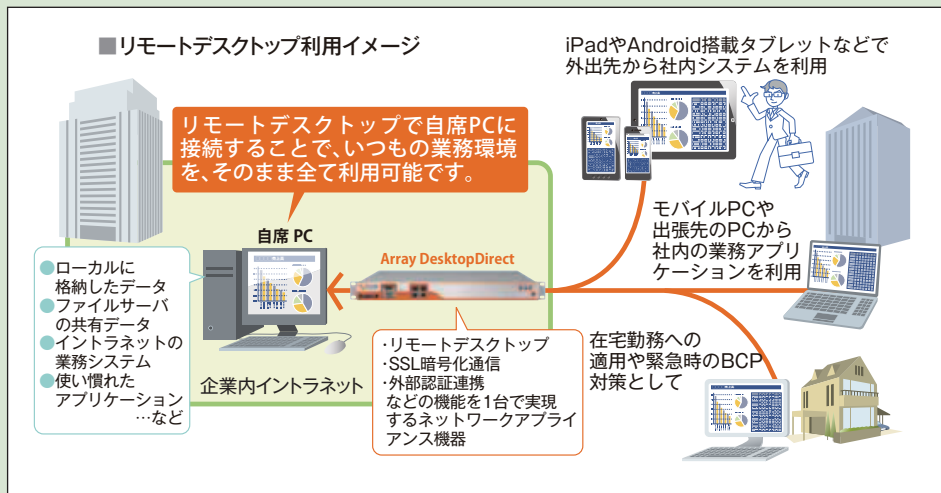 ■リモートデスクトップ利用イメージ
iPadやAndroid搭載タブレットなどで
外出先から社内システムを利用
リモートデスクトップで自席PCに
接続することで、いつもの業務環境
を、そのまま全て利用可能です。
モバイルPCや
出張先のPCから
社内の業務アプリ
ケーションを利用
自席 PC
Array DesktopDirect
●ローカルに
格納したデータ
●ファイルサーバ
の共有データ
●イントラネットの
業務システム
●使い慣れた
アプリケーション
…など
企業内イントラネット
・リモートデスクトップ
・SSL暗号化通信
・外部認証連携
などの機能を1台で実現
するネットワークアプライ
アンス機器
在宅勤務への
適用や緊急時のBCP
対策として